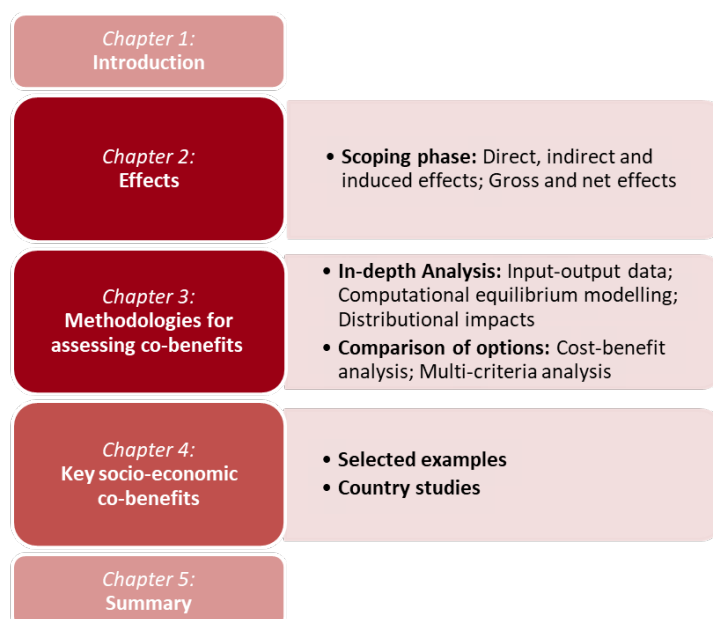 Chapter 1:
Introduction
Chapter 2:
Effects
• Scoping phase: Direct, indirect and
induced effects; Gross and net effects
Chapter 3:
Methodologies for
assessing co-benefits
• In-depth Analysis: Input-output data;
Computational equilibrium modelling;
Distributional impacts
• Comparison of options: Cost-benefit
analysis; Multi-criteria analysis
Chapter 4:
Key socio-economic
co-benefits
• Selected examples
• Country studies
Chapter 5:
Summary